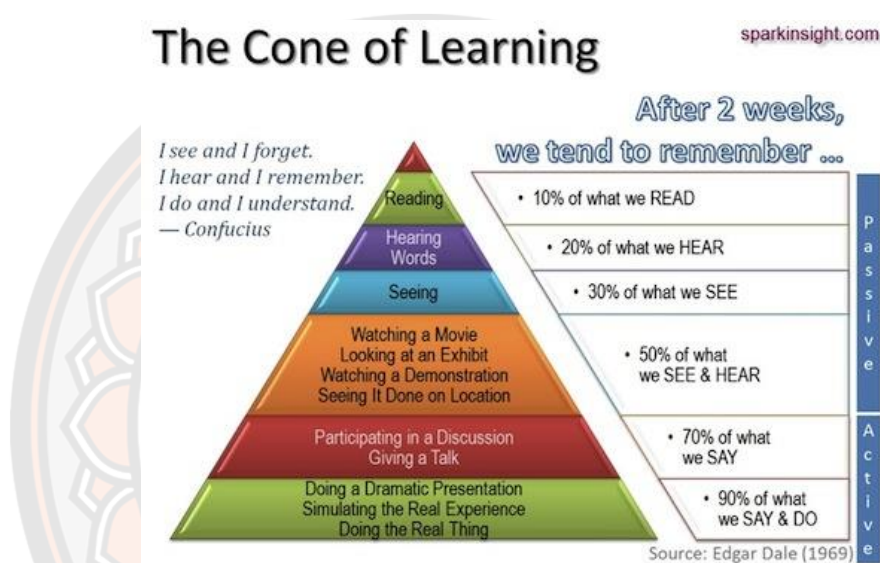 The Cone of Learning
sparkinsight.com
I see and I forget.
I hear and I remember.
I do and I understand.
— Confucius
After 2 weeks,
we tend to remember ...
Reading
• 10% of what we READ
Hearing
Words
• 20% of what we HEAR
Seeing
• 30% of what we SEE
Watching a Movie
Looking at an Exhibit
Watching a Demonstration
Seeing It Done on Location
• 50% of what
we SEE & HEAR
Participating in a Discussion
Giving a Talk
• 70% of what
we SAY
Doing a Dramatic Presentation
Simulating the Real Experience
Doing the Real Thing
• 90% of what
we SAY & DO
Passive
Active
Source: Edgar Dale (1969)